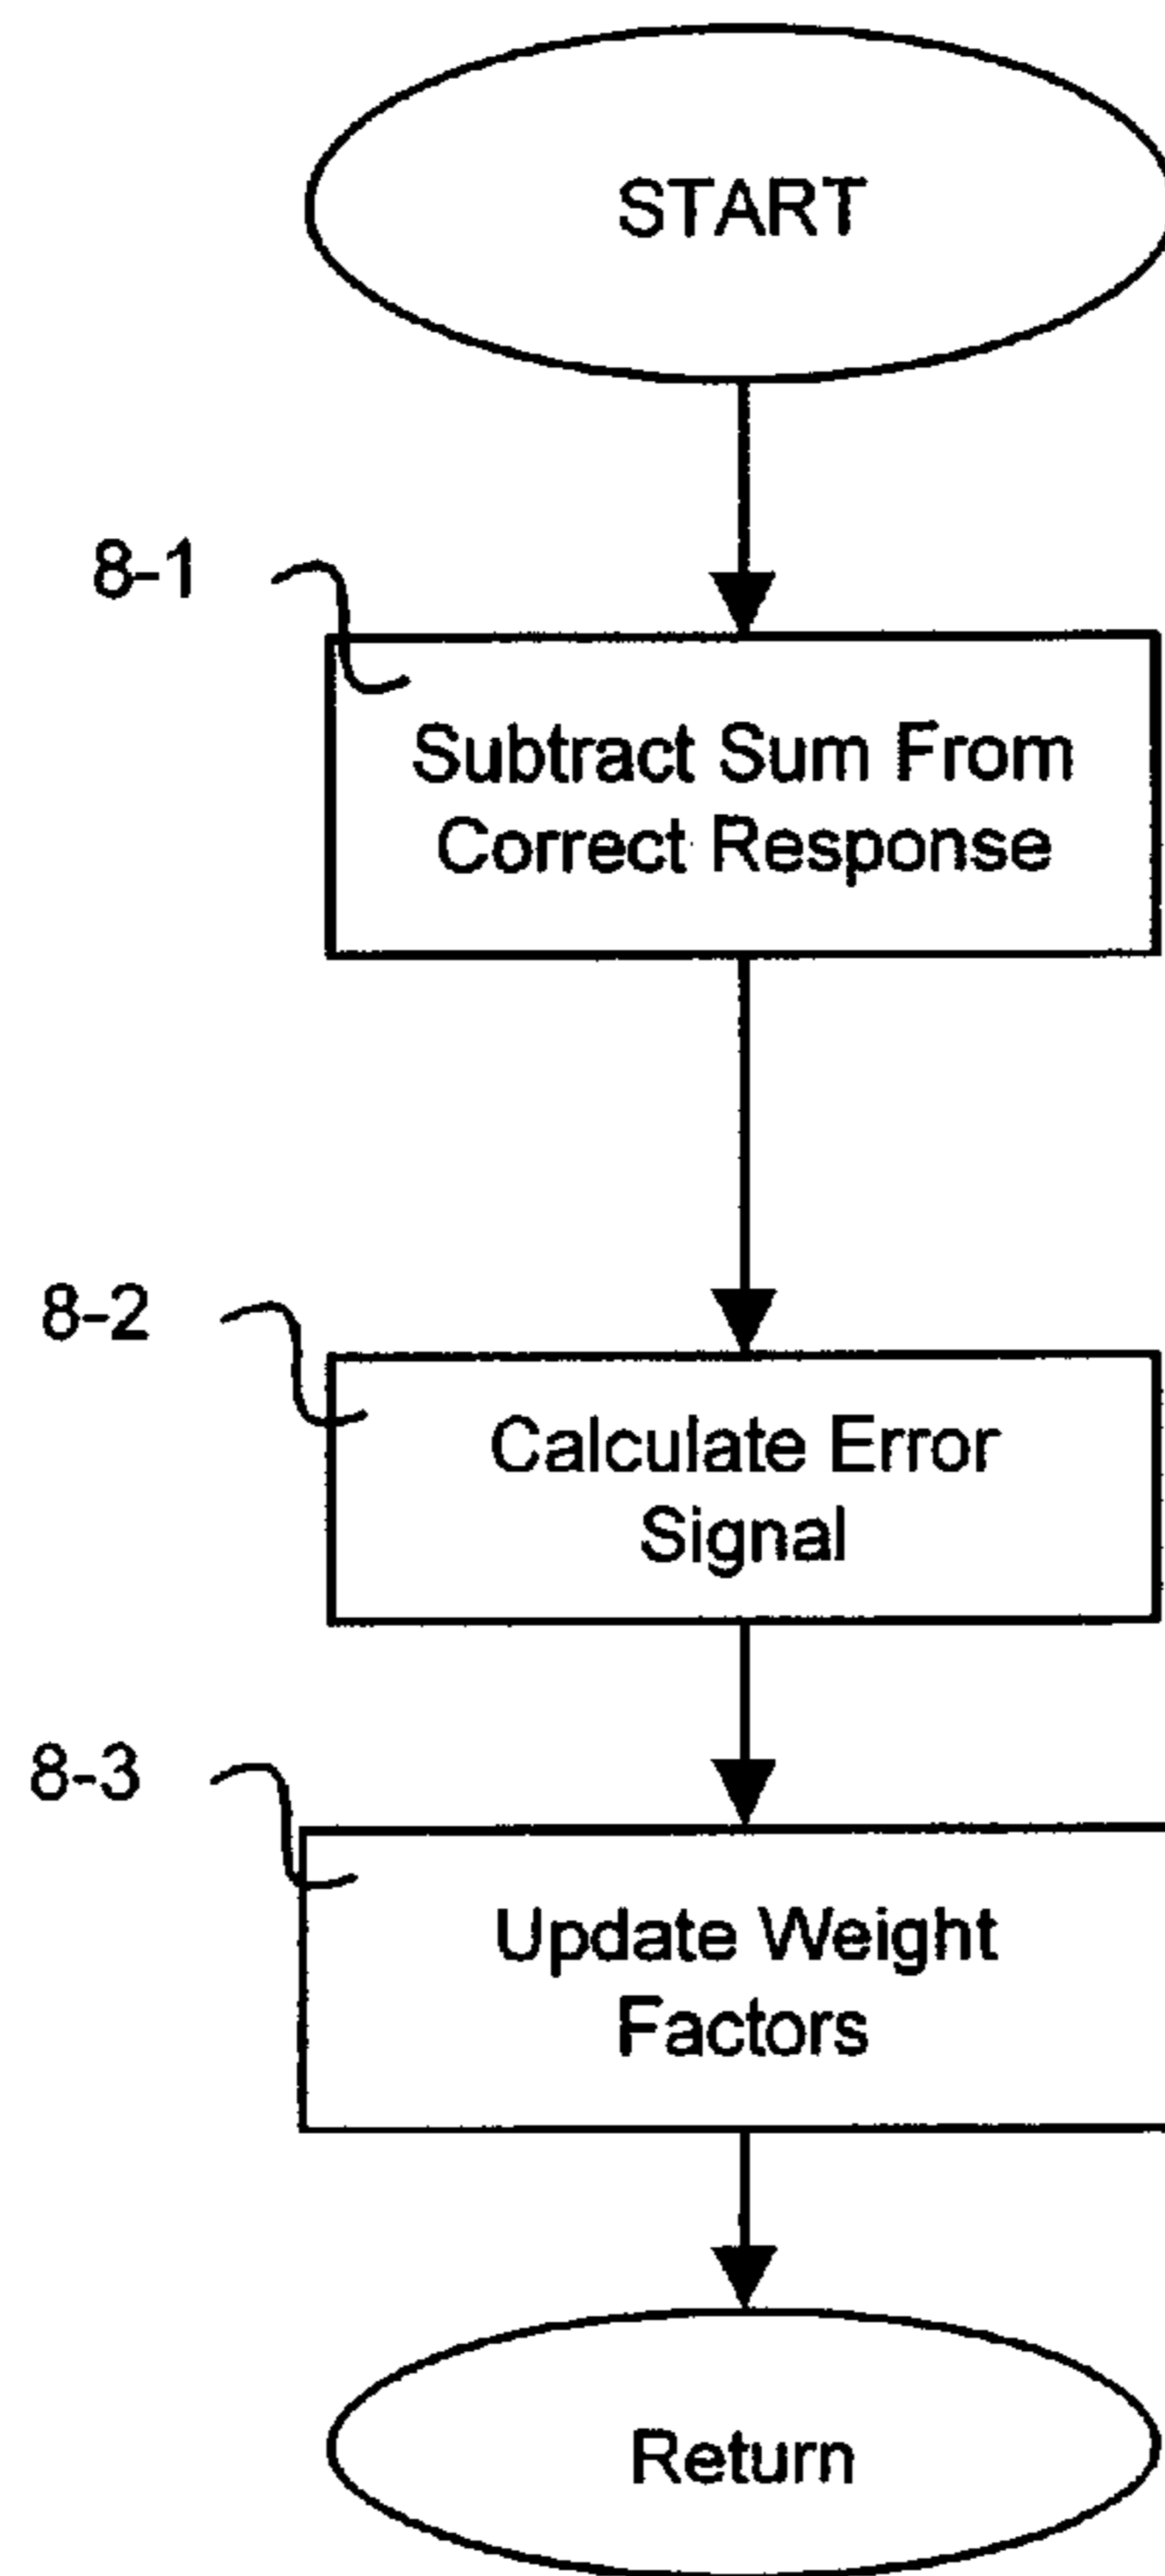 START
8-1
Subtract Sum From
Correct Response
8-2
Calculate Error
Signal
8-3
Update Weight
Factors
Return